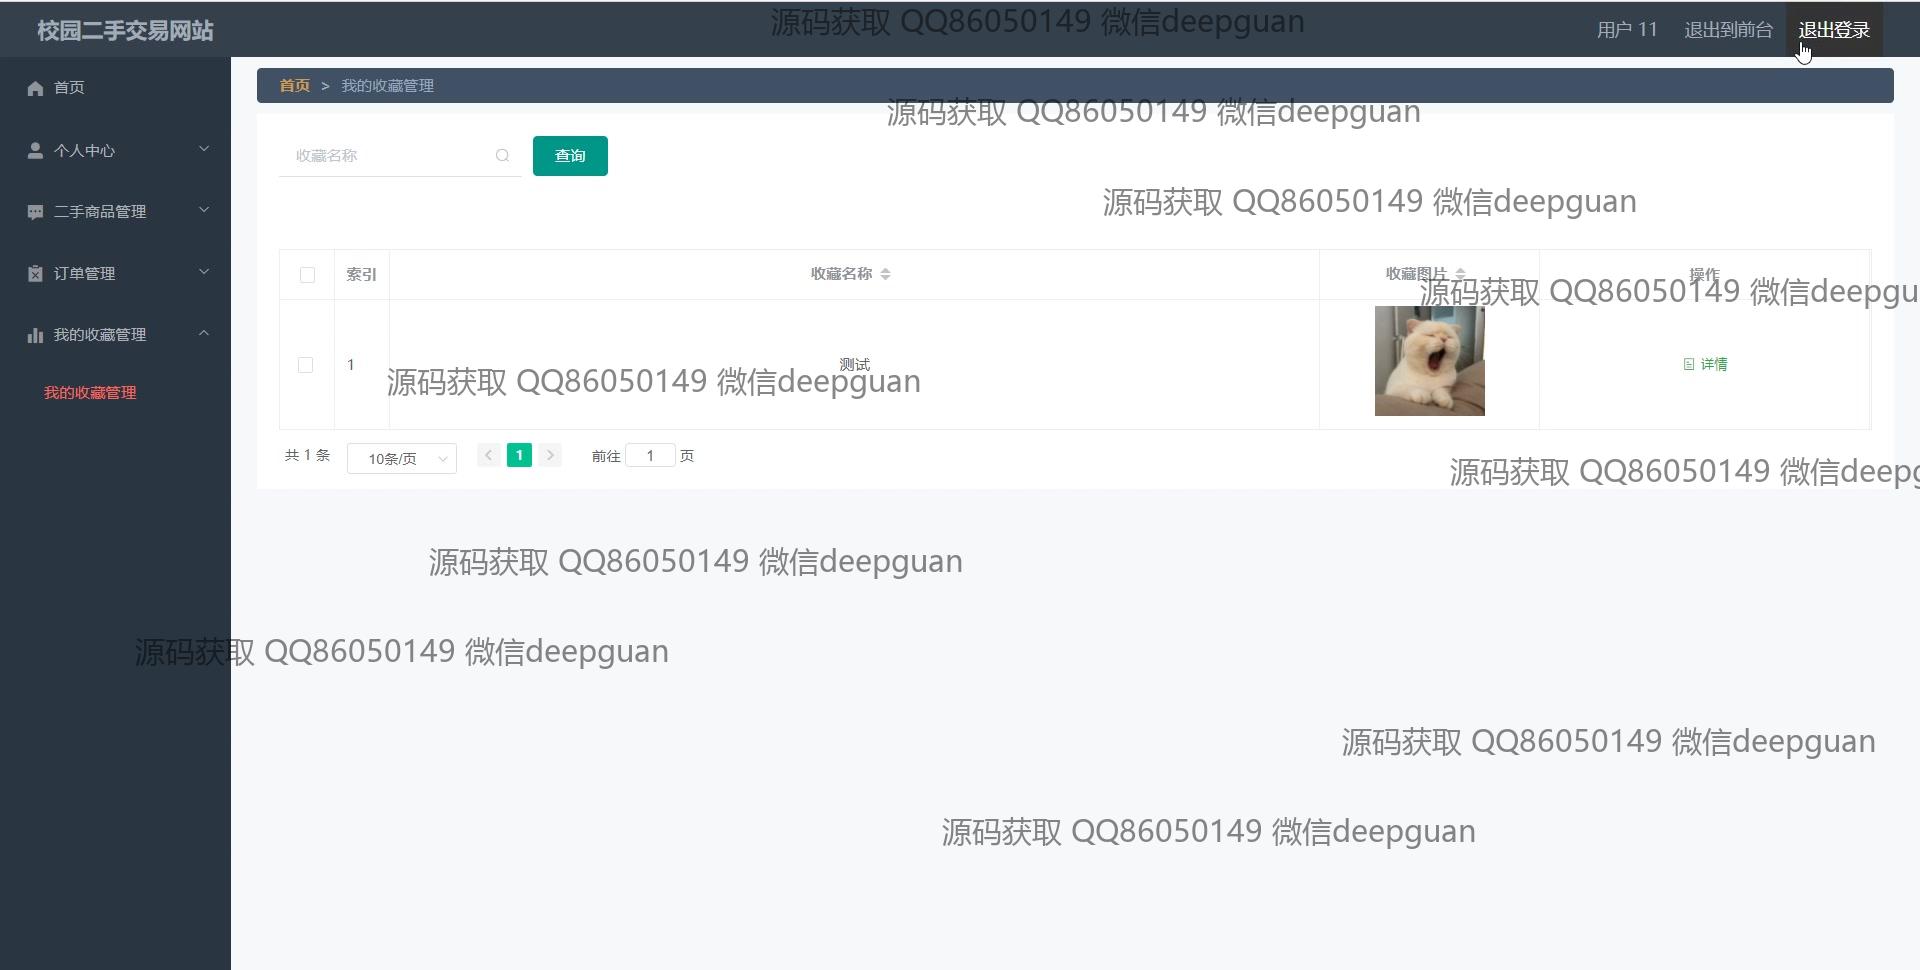 校园二手交易网站
源码获取 QQ86050149 微信deepguan
用户 11
退出到前台
退出登录
首页
个人中心
二手商品管理
订单管理
我的收藏管理
我的收藏管理
首页 > 我的收藏管理
源码获取 QQ86050149 微信deepguan
收藏名称
查询
源码获取 QQ86050149 微信deepguan
索引
收藏名称
收藏图片
操作
源码获取 QQ86050149 微信deepgu
1
测试
详情
源码获取 QQ86050149 微信deepguan
共 1 条
10条/页
1
前往 1 页
源码获取 QQ86050149 微信deepg
源码获取 QQ86050149 微信deepguan
源码获取 QQ86050149 微信deepguan
源码获取 QQ86050149 微信deepguan
源码获取 QQ86050149 微信deepguan